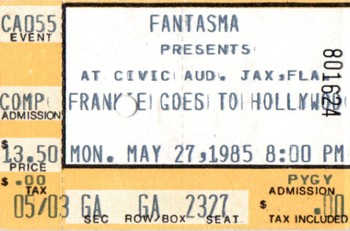 CA055 FANTASMA
EVENT PRESENTS
AT CIVIC AUD. JAX,FLA
COMP FRANKIE GOES TO HOLLYWO
ADMISSION
$
13.50 MON. MAY 27,1985 8:00 PM
PRICE
$ .00 PYGY
TAX ADMISSION
05/03 GA GA 2327 $ .00
SEC ROW/BOX SEAT TAX INCLUDED
801624